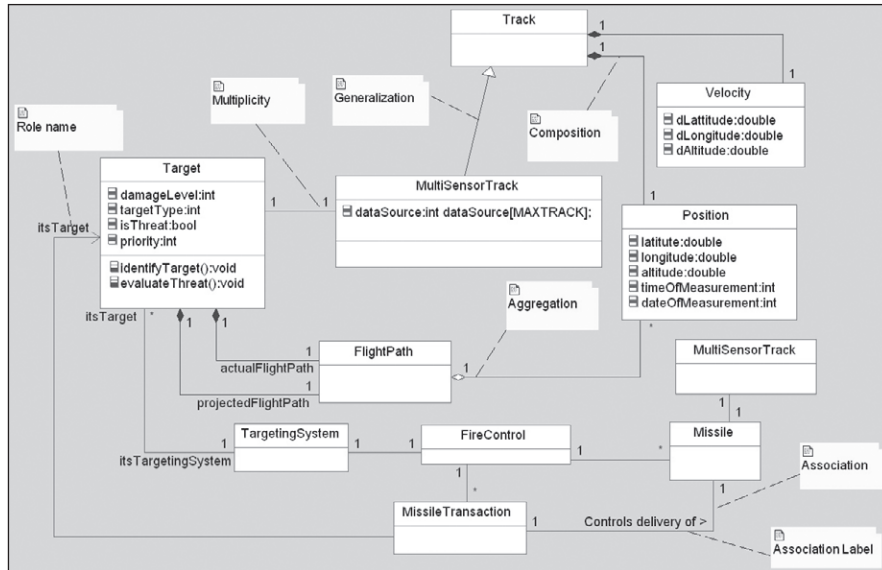 Track
1
1
1
1
Velocity
dLattitude:double
dLongitude:double
dAltitude:double
Role name
Multiplicity
Generalization
Composition
Target
damageLevel:int
targetType:int
isThreat:bool
priority:int
identifyTarget():void
evaluateThreat():void
itsTarget
1
1
MultiSensorTrack
dataSource:int dataSource[MAXTRACK];
Position
latitute:double
longitude:double
altitude:double
timeOfMeasurement:int
dateOfMeasurement:int
itsTarget
*
1
1
Aggregation
*
FlightPath
1
1
1
actualFlightPath
projectedFlightPath
MultiSensorTrack
1
1
TargetingSystem
1
1
1
itsTargetingSystem
FireControl
1
*
Missile
1
Association
1
*
MissileTransaction
1
Controls delivery of >
Association Label